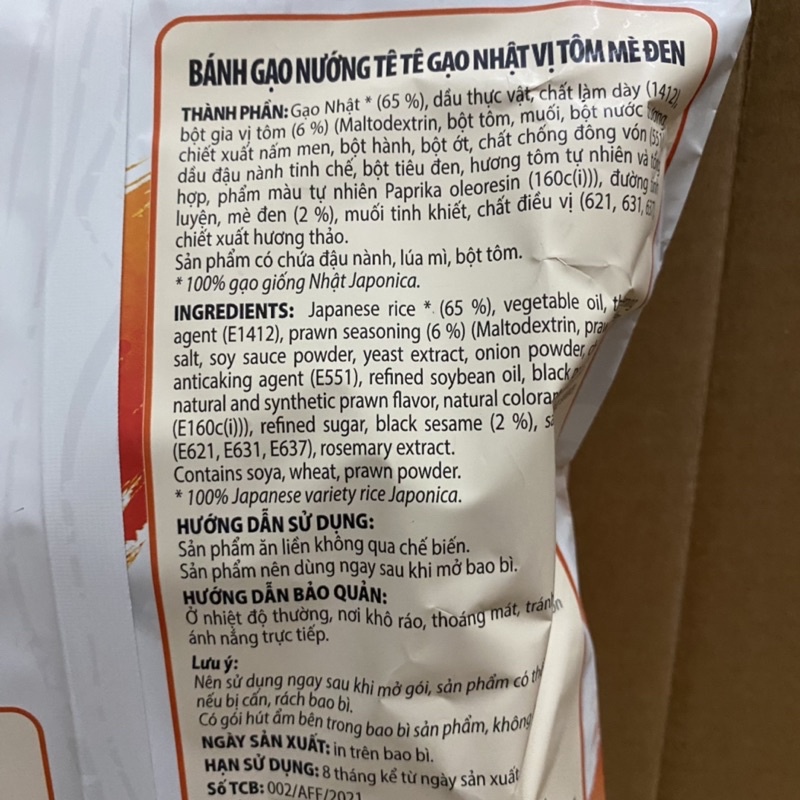 BÁNH GẠO NƯỚNG TÊ TÊ GẠO NHẬT VỊ TÔM MÈ ĐEN
THÀNH PHẦN: Gạo Nhật * (65 %), dầu thực vật, chất làm dày (1412),
bột gia vị tôm (6 %) (Maltodextrin, bột tôm, muối, bột nước
chiết xuất nấm men, bột hành, bột ớt, chất chống đông vón (551
dầu đậu nành tinh chế, bột tiêu đen, hương tôm tự nhiên và
hợp, phẩm màu tự nhiên Paprika oleoresin (160c(i))), đường
luyện, mè đen (2 %), muối tinh khiết, chất điều vị (621, 631,
chiết xuất hương thảo.
Sản phẩm có chứa đậu nành, lúa mì, bột tôm.
* 100% gạo giống Nhật Japonica.
INGREDIENTS: Japanese rice * (65 %), vegetable oil,
agent (E1412), prawn seasoning (6 %) (Maltodextrin,
salt, soy sauce powder, yeast extract, onion powder,
anticaking agent (E551), refined soybean oil, black
natural and synthetic prawn flavor, natural
(E160c(i))), refined sugar, black sesame (2 %),
(E621, E631, E637), rosemary extract.
Contains soya, wheat, prawn powder.
* 100% Japanese variety rice Japonica.
HƯỚNG DẪN SỬ DỤNG:
Sản phẩm ăn liền không qua chế biến.
Sản phẩm nên dùng ngay sau khi mở bao bì.
HƯỚNG DẪN BẢO QUẢN:
Ở nhiệt độ thường, nơi khô ráo, thoáng mát, tránh
ánh nắng trực tiếp.
Lưu ý:
Nên sử dụng ngay sau khi mở gói, sản phẩm có
nếu bị cấn, rách bao bì.
Có gói hút ẩm bên trong bao bì sản phẩm, không
NGÀY SẢN XUẤT: in trên bao bì.
HẠN SỬ DỤNG: 8 tháng kể từ ngày sản xuất
Số TCB: 002/AFF/2021